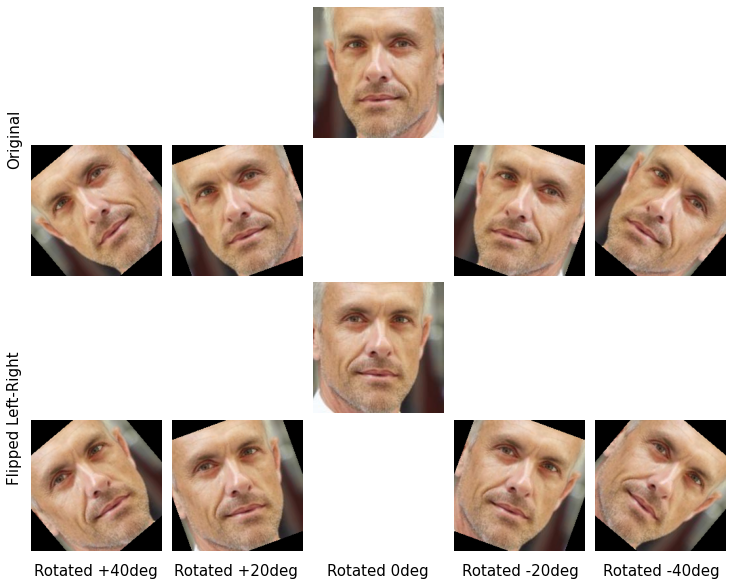 Original
Flipped Left-Right
Rotated +40deg
Rotated +20deg
Rotated 0deg
Rotated -20deg
Rotated -40deg